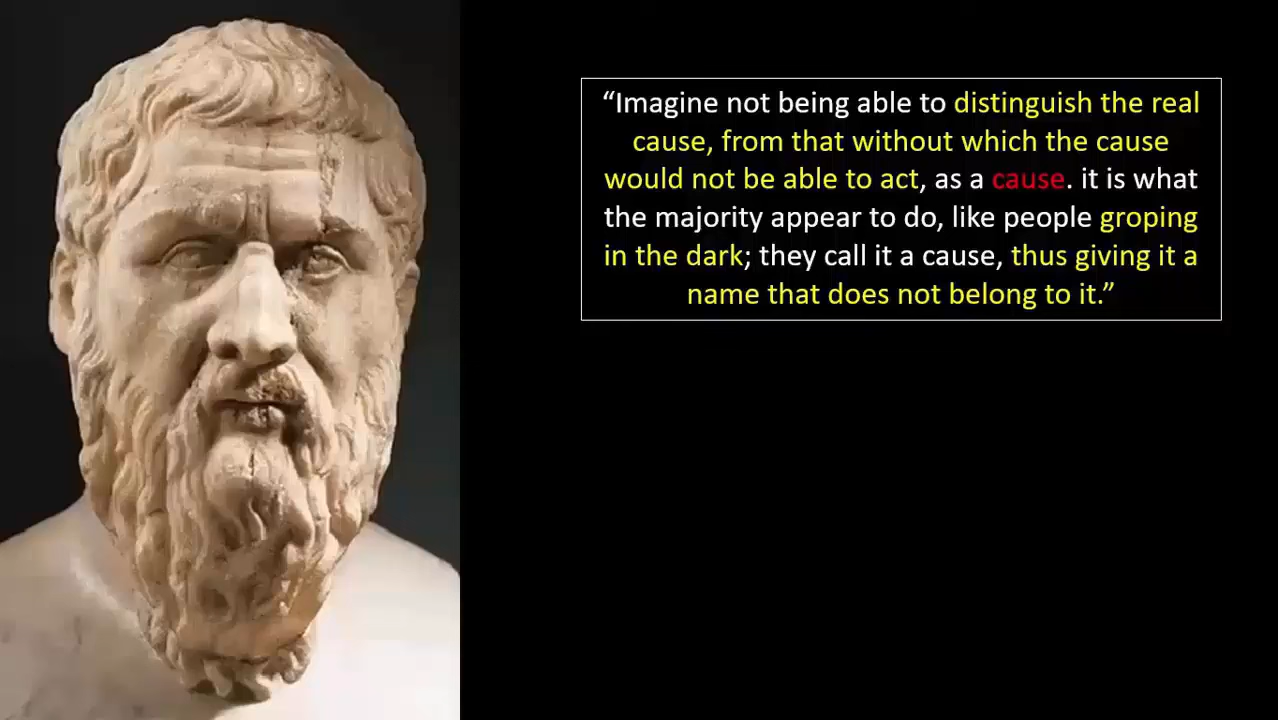 “Imagine not being able to distinguish the real
cause, from that without which the cause
would not be able to act, as a cause. it is what
the majority appear to do, like people groping
in the dark; they call it a cause, thus giving it a
name that does not belong to it.”